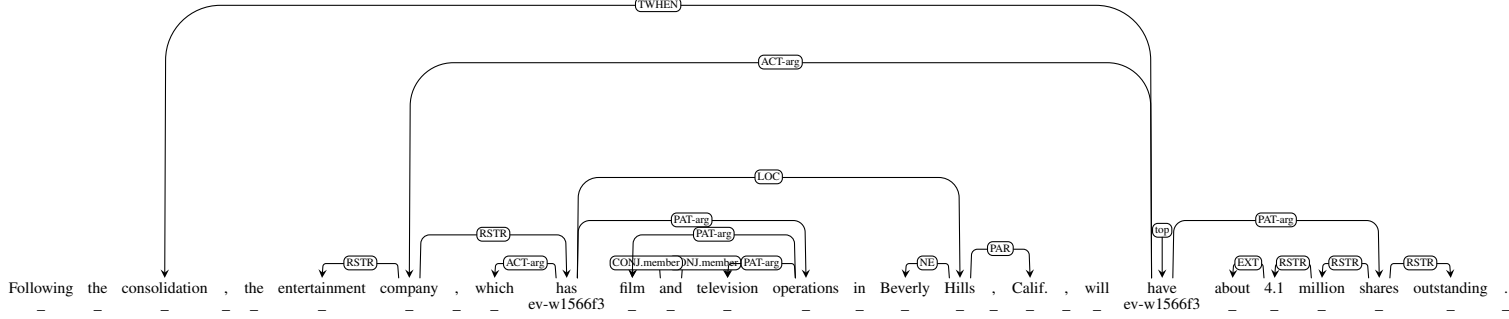 TWHEN
ACT-arg
LOC
PAT-arg
RSTR PAT-arg top PAT-arg
PAR
RSTR ACT-arg CONJ.member PAT-arg NE EXT RSTR RSTR RSTR
Following the consolidation , the entertainment company , which has film and television operations in Beverly Hills , Calif. , will have about 4.1 million shares outstanding .
_ _ _ _ _ _ _ _ _ ev-w1566f3 _ _ _ _ _ _ _ _ _ _ _ ev-w1566f3 _ _ _ _ _ _